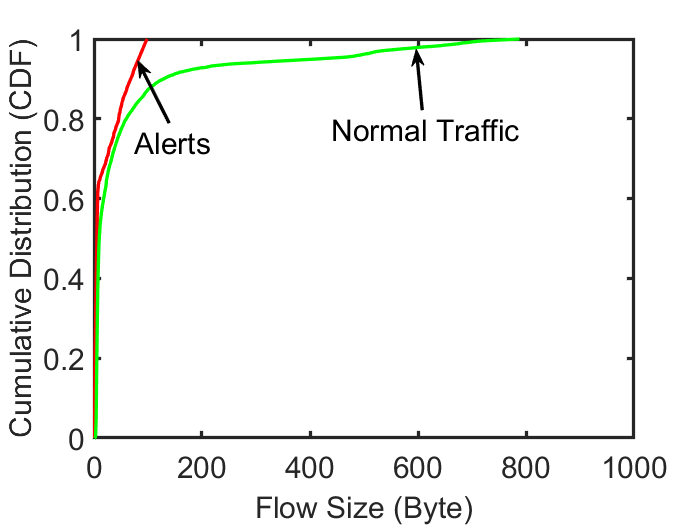 Cumulative Distribution (CDF)
1
0.8
0.6
0.4
0.2
0
Alerts
Normal Traffic
0 200 400 600 800 1000
Flow Size (Byte)